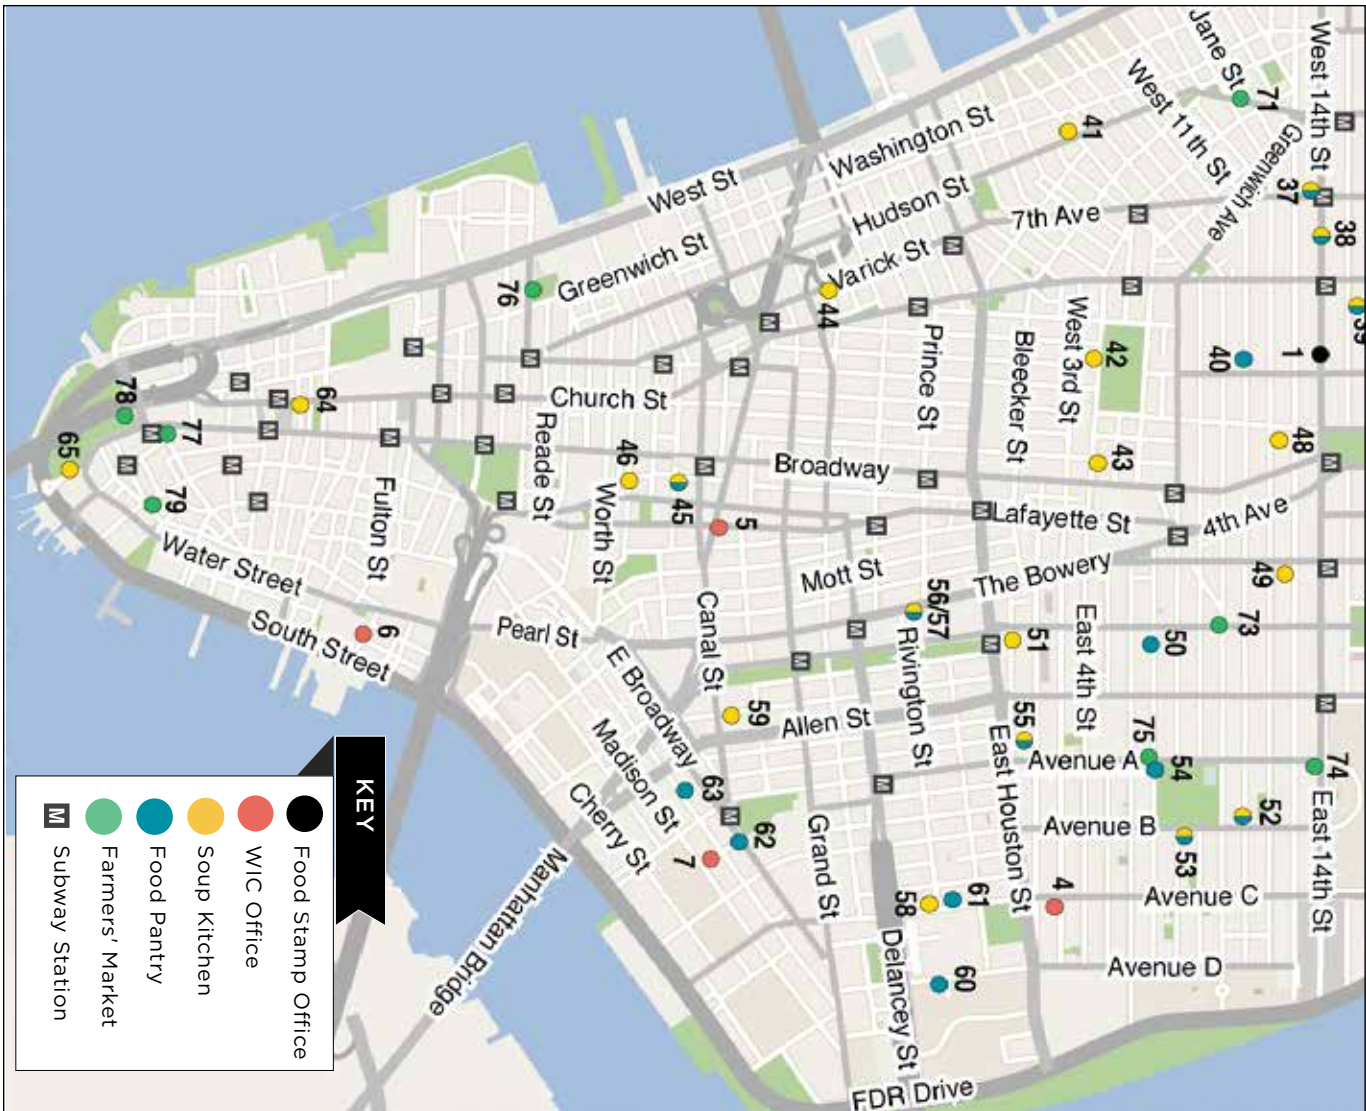 Jane St
71
West 14th St
M
West 11th St
Greenwich Ave
37
M
38
41
Washington St
Hudson St
7th Ave
M
M
West St
Varick St
44
Greenwich St
76
M
M
M
39
1
40
Prince St
Bleecker St
West 3rd St
42
M
M
M
M
M
M
M
M
64
Church St
Reade St
78
M
77
M
M
M
46
Broadway
M
43
48
M
65
M
M
79
M
M
Fulton St
Worth St
45
5
M
M
M
Lafayette St
M
M
4th Ave
Water Street
Mott St
The Bowery
49
M
South Street
6
Pearl St
Canal St
56/57
M
M
M
Rivington St
51
East 4th St
50
73
E Broadway
59
Allen St
55
M
Madison St
63
M
62
M
East Houston St
Avenue A
75
54
74
Cherry St
7
Grand St
Avenue B
53
52
East 14th St
Manhattan Bridge
58
61
4
Avenue C
Delancey St
60
Avenue D
FDR Drive
KEY
Food Stamp Office
WIC Office
Soup Kitchen
Food Pantry
Farmers' Market
M Subway Station